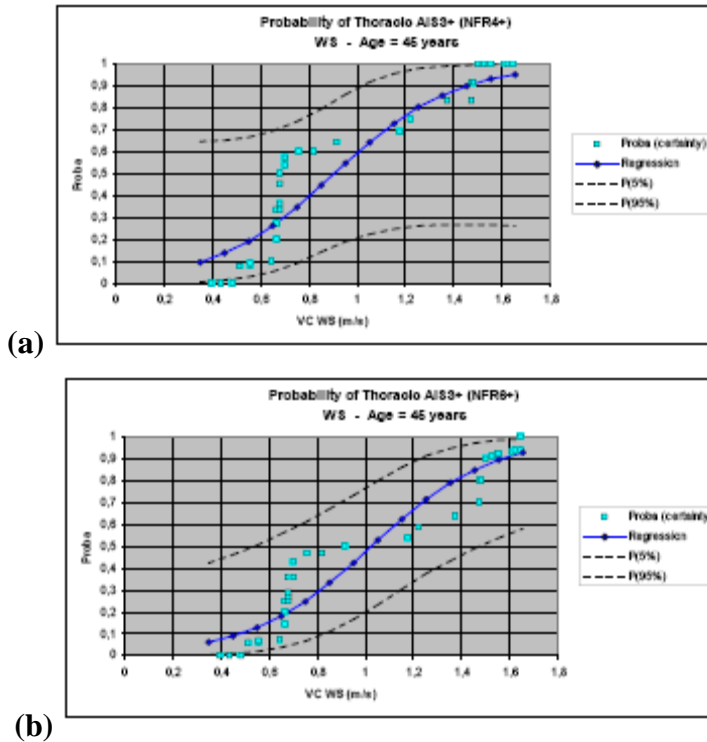 Probability of Thoracic AIS3+ (NFR4+)
WS - Age = 45 years
1
0,9
0,8
0,7
0,6
0,5
0,4
0,3
0,2
0,1
0
Proba
0 0,2 0,4 0,6 0,8 1 1,2 1,4 1,6 1,8
VC WS (m/s)
Proba (certainty)
Regression
P(5%)
P(95%)
(a)
Probability of Thoracic AIS3+ (NFR6+)
WS - Age = 45 years
1
0,9
0,8
0,7
0,6
0,5
0,4
0,3
0,2
0,1
0
Proba
0 0,2 0,4 0,6 0,8 1 1,2 1,4 1,6 1,8
VC WS (m/s)
Proba (certainty
Regression
P(5%)
P(95%)
(b)